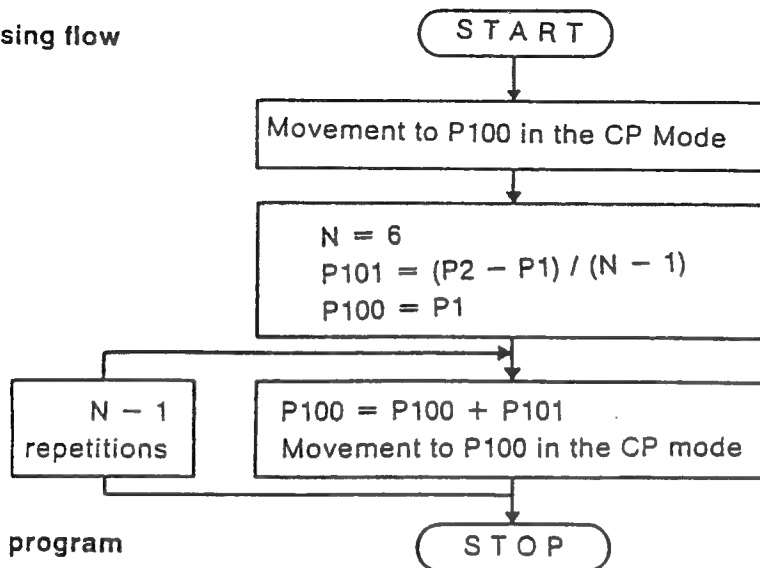 sing flow
START
Movement to P100 in the CP Mode
N = 6
P101 = (P2 − P1) / (N − 1)
P100 = P1
N − 1
repetitions
P100 = P100 + P101
Movement to P100 in the CP mode
program
STOP